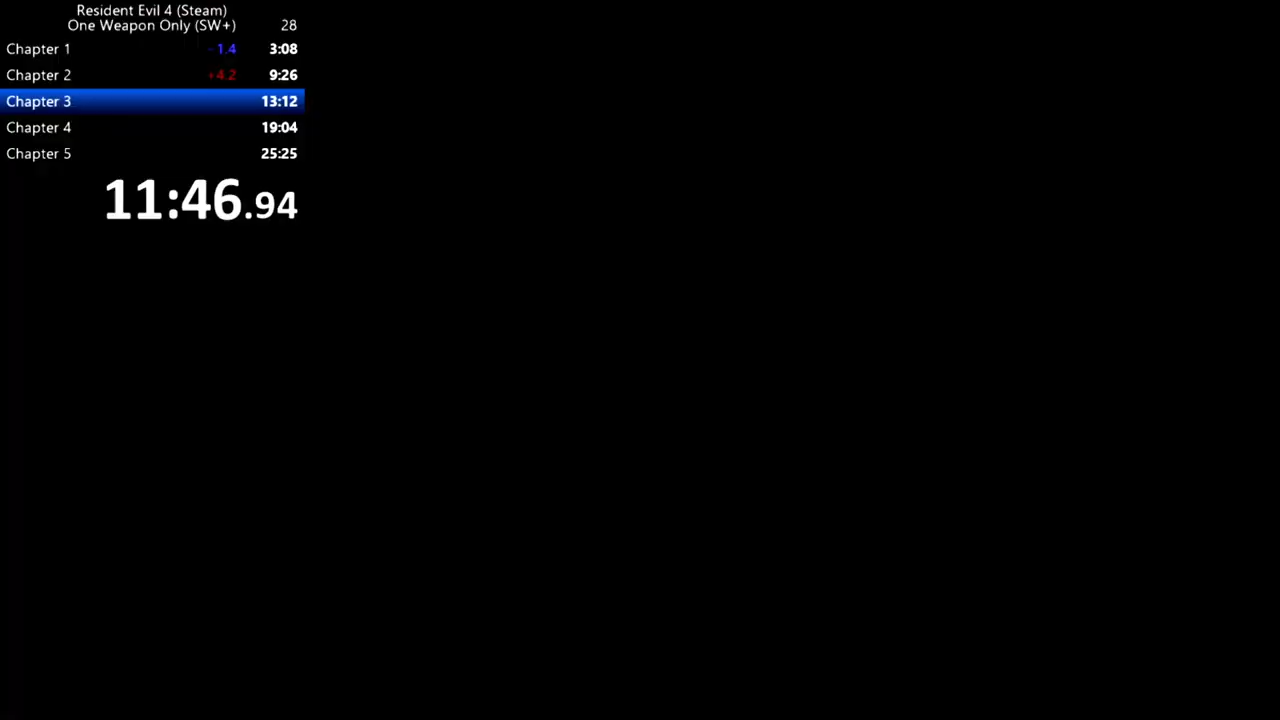 Resident Evil 4 (Steam)
One Weapon Only (SW+) 28
Chapter 1 -1.4 3:08
Chapter 2 +4.2 9:26
Chapter 3 13:12
Chapter 4 19:04
Chapter 5 25:25
11:46.94